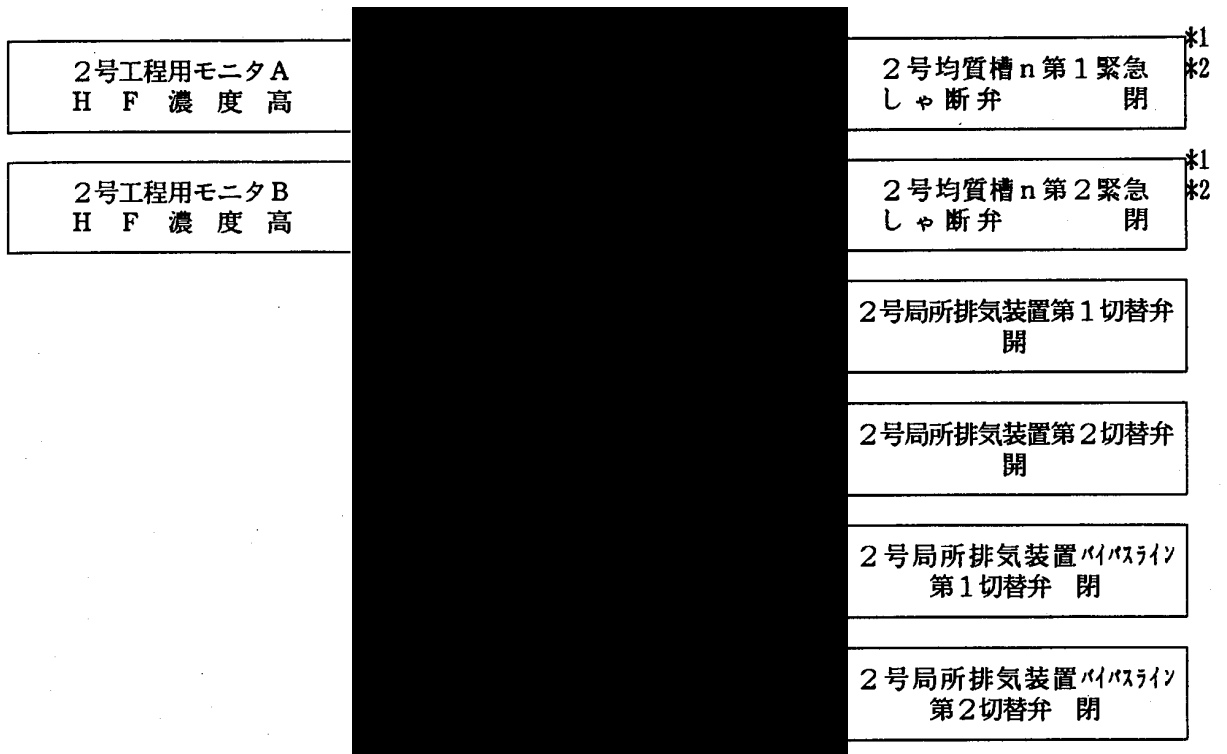 2号工程用モニタA
HF濃度高
2号工程用モニタB
HF濃度高
*1
2号均質槽n第1緊急
*2
しゃ断弁 閉
*1
2号均質槽n第2緊急
*2
しゃ断弁 閉
2号局所排気装置第1切替弁
開
2号局所排気装置第2切替弁
開
2号局所排気装置バイパスライン
第1切替弁 閉
2号局所排気装置バイパスライン
第2切替弁 閉